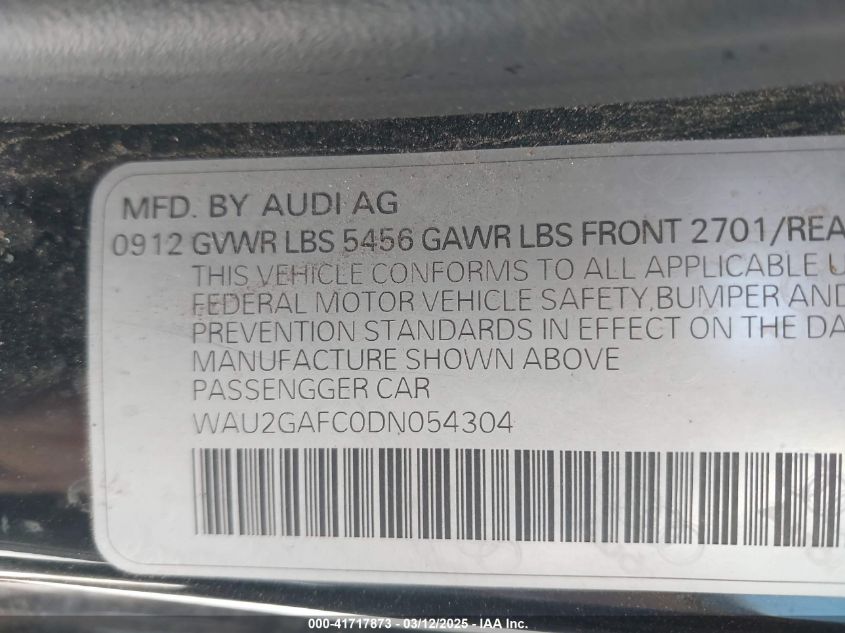 MFD. BY AUDI AG
0912 GVWR LBS 5456 GAWR LBS FRONT 2701/REA
THIS VEHICLE CONFORMS TO ALL APPLICABLE U
FEDERAL MOTOR VEHICLE SAFETY, BUMPER AND
PREVENTION STANDARDS IN EFFECT ON THE DA
MANUFACTURE SHOWN ABOVE
PASSENGGER CAR
WAU2GAFC0DN054304
000-41717873 - 03/12/2025 - IAA Inc.